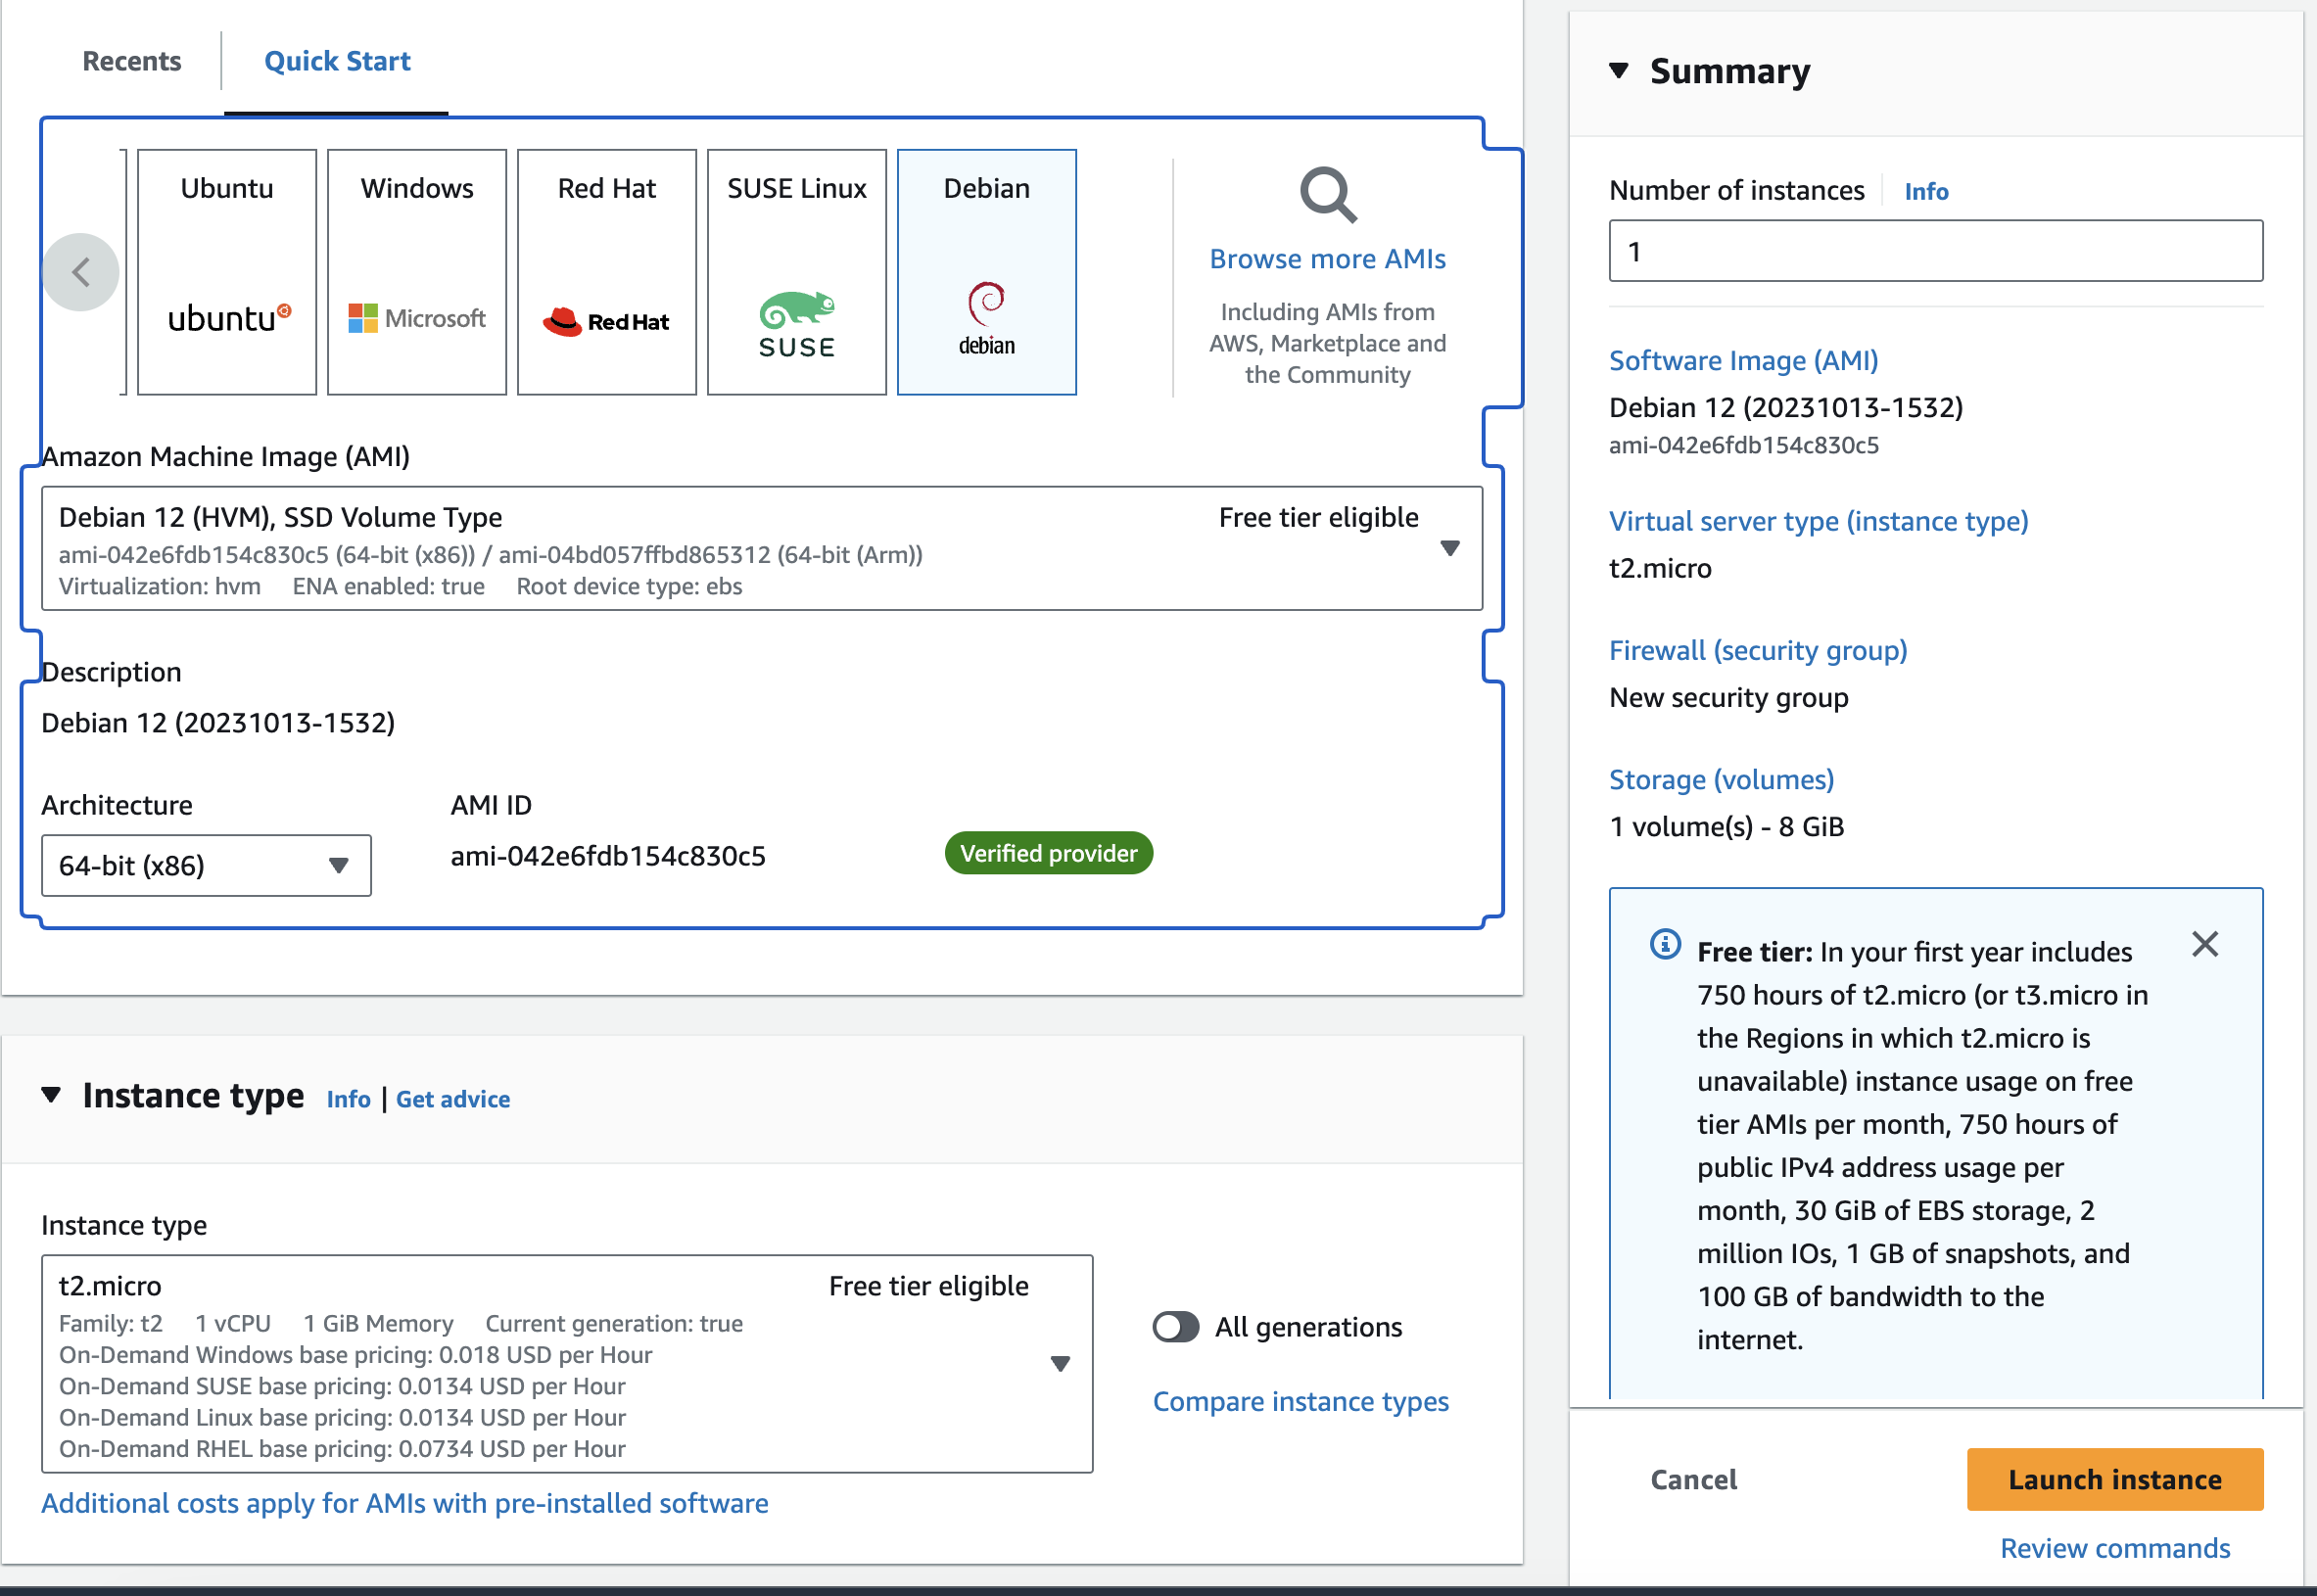 Recents
Quick Start
Ubuntu
ubuntu
Windows
Microsoft
Red Hat
Red Hat
SUSE Linux
SUSE
Debian
debian
Browse more AMIs
Including AMIs from
AWS, Marketplace and
the Community
Amazon Machine Image (AMI)
Debian 12 (HVM), SSD Volume Type
Free tier eligible
ami-042e6fdb154c830c5 (64-bit (x86)) / ami-04bd057ffbd865312 (64-bit (Arm))
Virtualization: hvm ENA enabled: true Root device type: ebs
Description
Debian 12 (20231013-1532)
Architecture
64-bit (x86)
AMI ID
ami-042e6fdb154c830c5
Verified provider
Instance type Info | Get advice
Instance type
t2.micro
Free tier eligible
Family: t2 1 vCPU 1 GiB Memory Current generation: true
On-Demand Windows base pricing: 0.018 USD per Hour
On-Demand SUSE base pricing: 0.0134 USD per Hour
On-Demand Linux base pricing: 0.0134 USD per Hour
On-Demand RHEL base pricing: 0.0734 USD per Hour
All generations
Compare instance types
Additional costs apply for AMIs with pre-installed software
Summary
Number of instances Info
1
Software Image (AMI)
Debian 12 (20231013-1532)
ami-042e6fdb154c830c5
Virtual server type (instance type)
t2.micro
Firewall (security group)
New security group
Storage (volumes)
1 volume(s) - 8 GiB
Free tier: In your first year includes
750 hours of t2.micro (or t3.micro in
the Regions in which t2.micro is
unavailable) instance usage on free
tier AMIs per month, 750 hours of
public IPv4 address usage per
month, 30 GiB of EBS storage, 2
million IOs, 1 GB of snapshots, and
100 GB of bandwidth to the
internet.
Cancel
Launch instance
Review commands